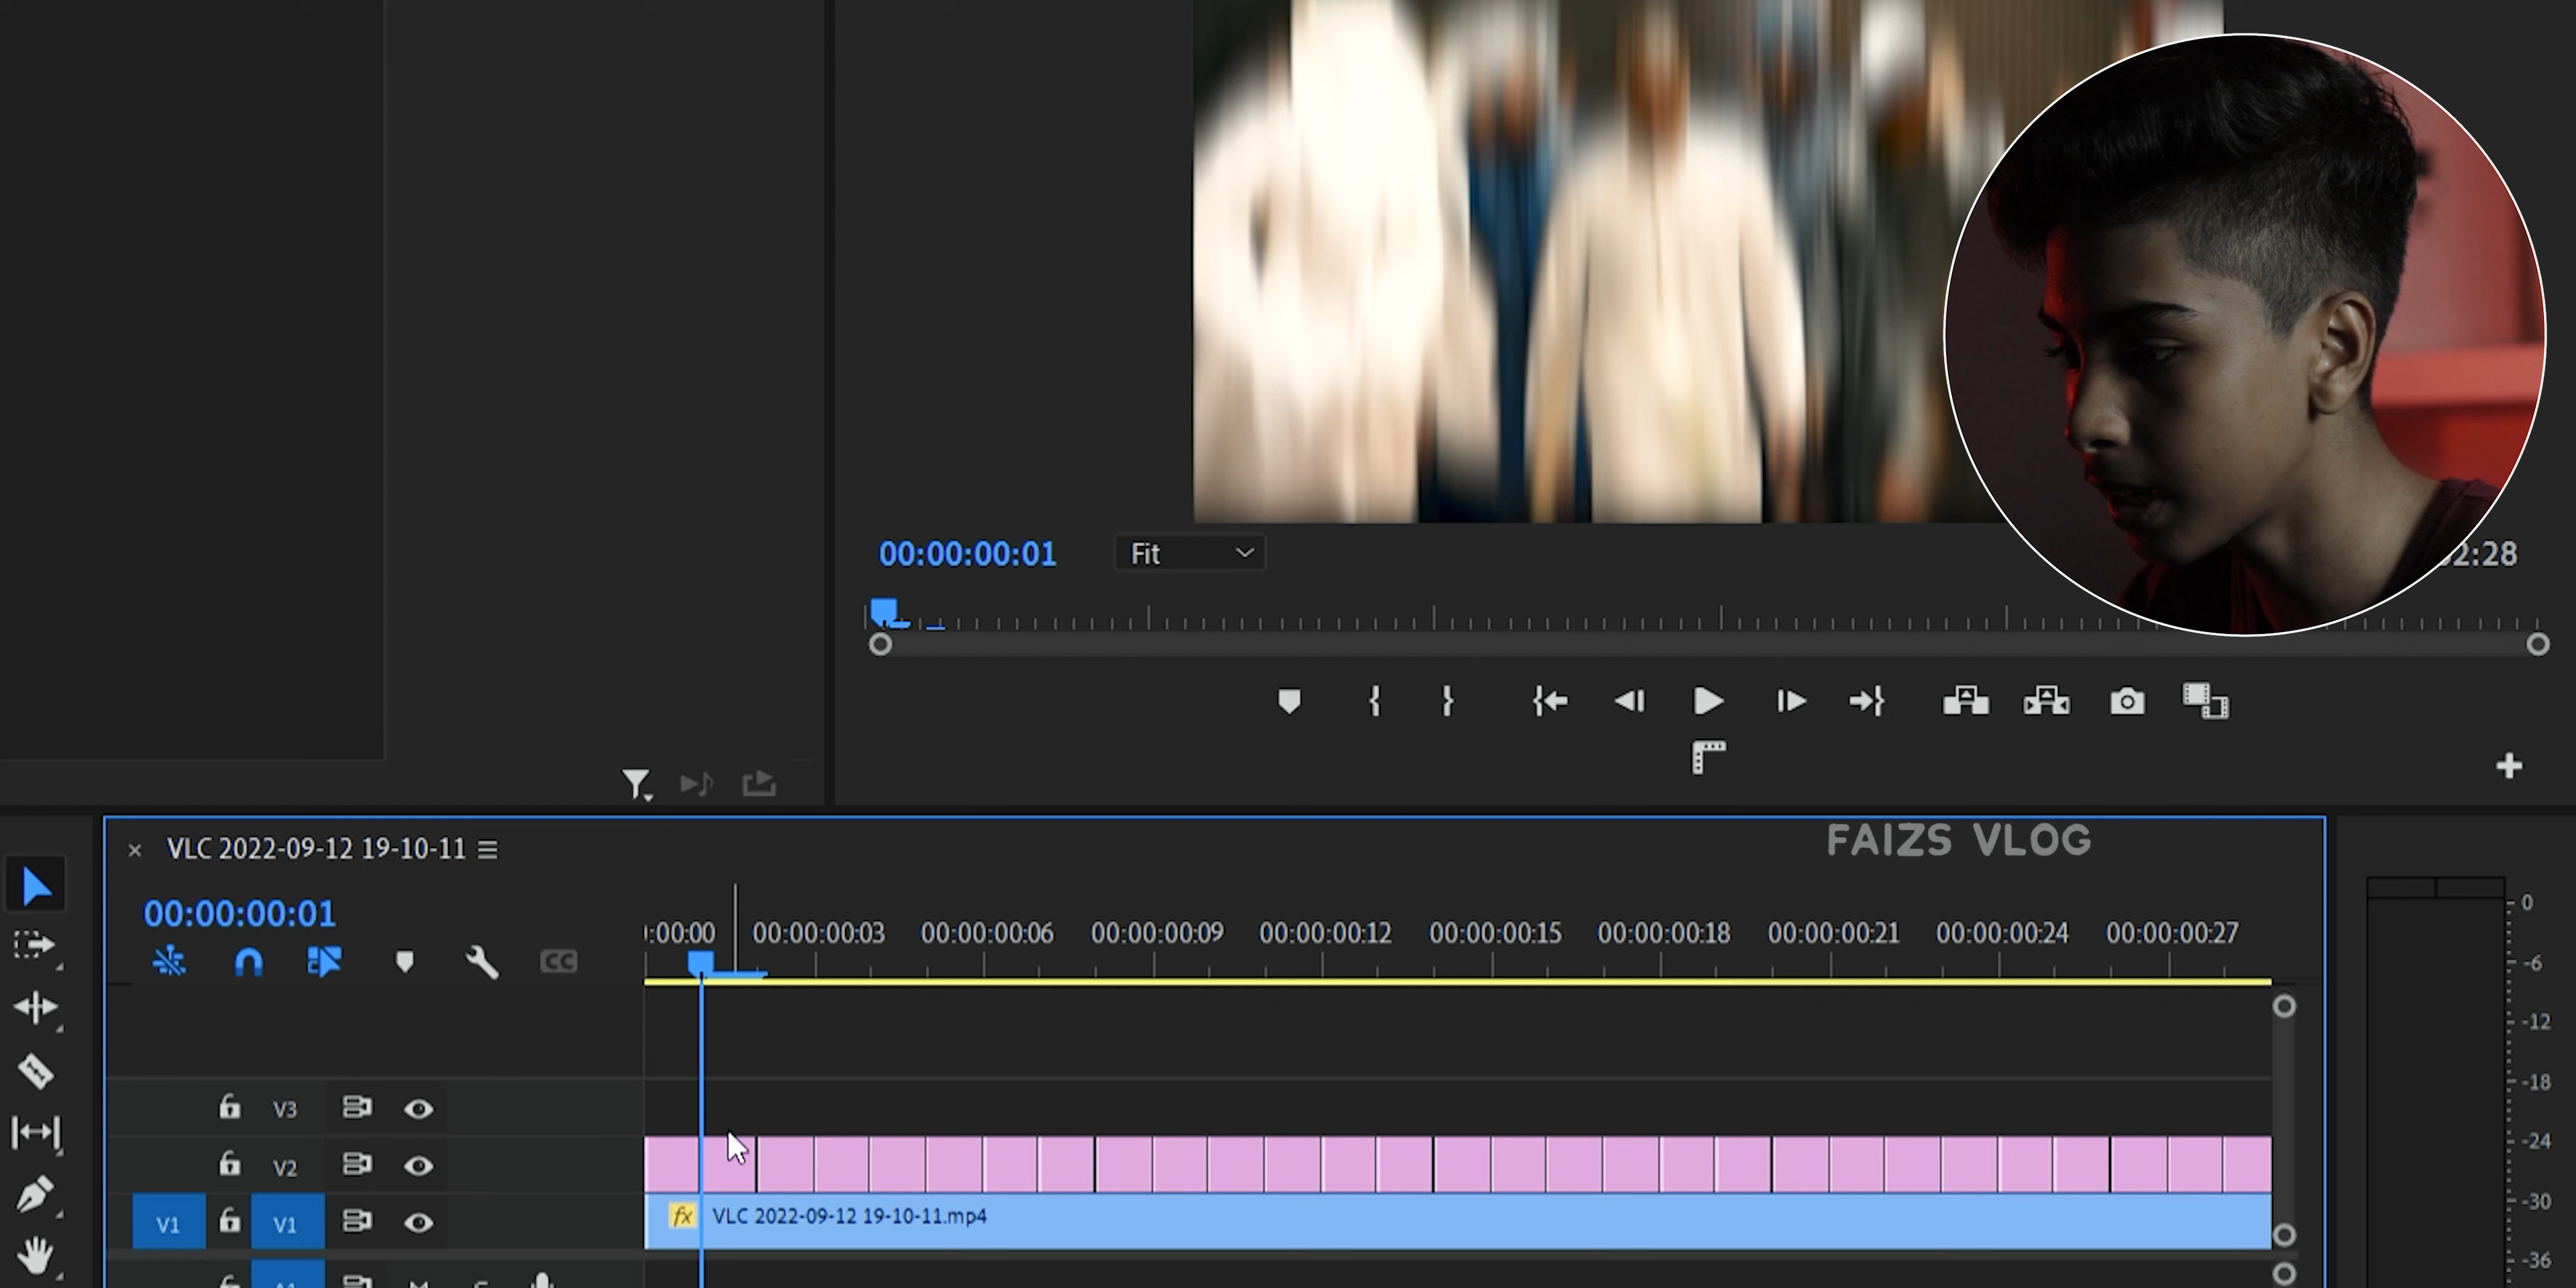 00:00:00:01
Fit
2:28
VLC 2022-09-12 19-10-11
FAIZS VLOG
00:00:00:01
:00:00
00:00:00:03
00:00:00:06
00:00:00:09
00:00:00:12
00:00:00:15
00:00:00:18
00:00:00:21
00:00:00:24
00:00:00:27
CC
0
-6
-12
-18
-24
-30
-36
V3
V2
V1
V1
fx VLC 2022-09-12 19-10-11.mp4